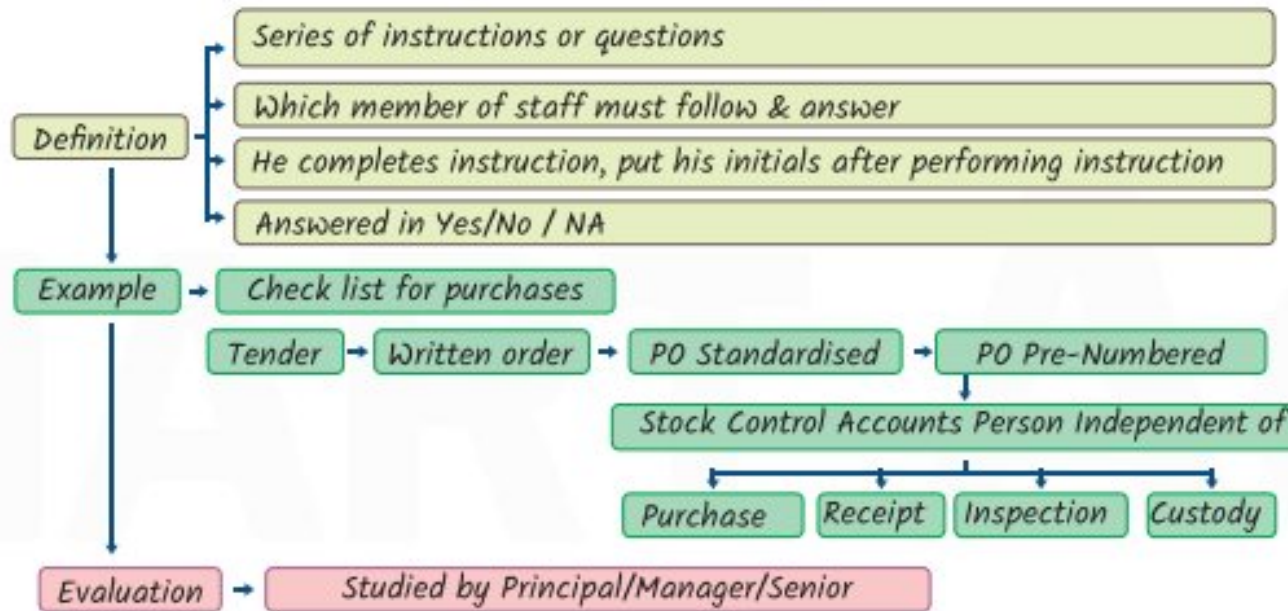 Series of instructions or questions
Which member of staff must follow & answer
Definition
He completes instruction, put his initials after performing instruction
Answered in Yes/No / NA
Example
Check list for purchases
Tender
Written order
PO Standardised
PO Pre-Numbered
Stock Control Accounts Person Independent of
Purchase
Receipt
Inspection
Custody
Evaluation
Studied by Principal/Manager/Senior